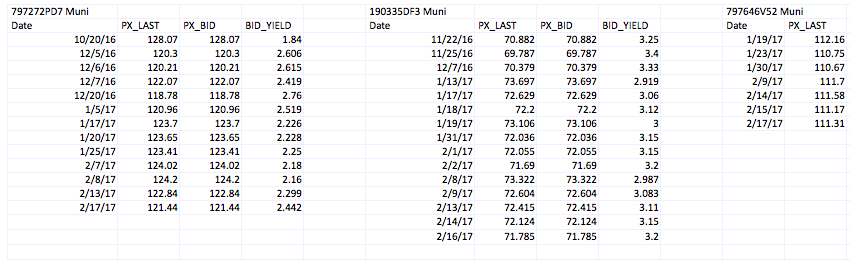 797272PD7 Muni 190335DF3 Muni 797646V52 Muni
Date PX_LAST PX_BID BID_YIELD Date PX_LAST PX_BID BID_YIELD Date PX_LAST
10/20/16 128.07 128.07 1.84 11/22/16 70.882 70.882 3.25 1/19/17 112.16
12/5/16 120.3 120.3 2.606 11/25/16 69.787 69.787 3.4 1/23/17 110.75
12/6/16 120.21 120.21 2.615 12/7/16 70.379 70.379 3.33 1/30/17 110.67
12/7/16 122.07 122.07 2.419 1/13/17 73.697 73.697 2.919 2/9/17 111.7
12/20/16 118.78 118.78 2.76 1/17/17 72.629 72.629 3.06 2/14/17 111.58
1/5/17 120.96 120.96 2.519 1/18/17 72.2 72.2 3.12 2/15/17 111.17
1/17/17 123.7 123.7 2.226 1/19/17 73.106 73.106 3 2/17/17 111.31
1/20/17 123.65 123.65 2.228 1/31/17 72.036 72.036 3.15
1/25/17 123.41 123.41 2.25 2/1/17 72.055 72.055 3.15
2/7/17 124.02 124.02 2.18 2/2/17 71.69 71.69 3.2
2/8/17 124.2 124.2 2.16 2/8/17 73.322 73.322 2.987
2/13/17 122.84 122.84 2.299 2/9/17 72.604 72.604 3.083
2/17/17 121.44 121.44 2.442 2/13/17 72.415 72.415 3.11
2/14/17 72.124 72.124 3.15
2/16/17 71.785 71.785 3.2